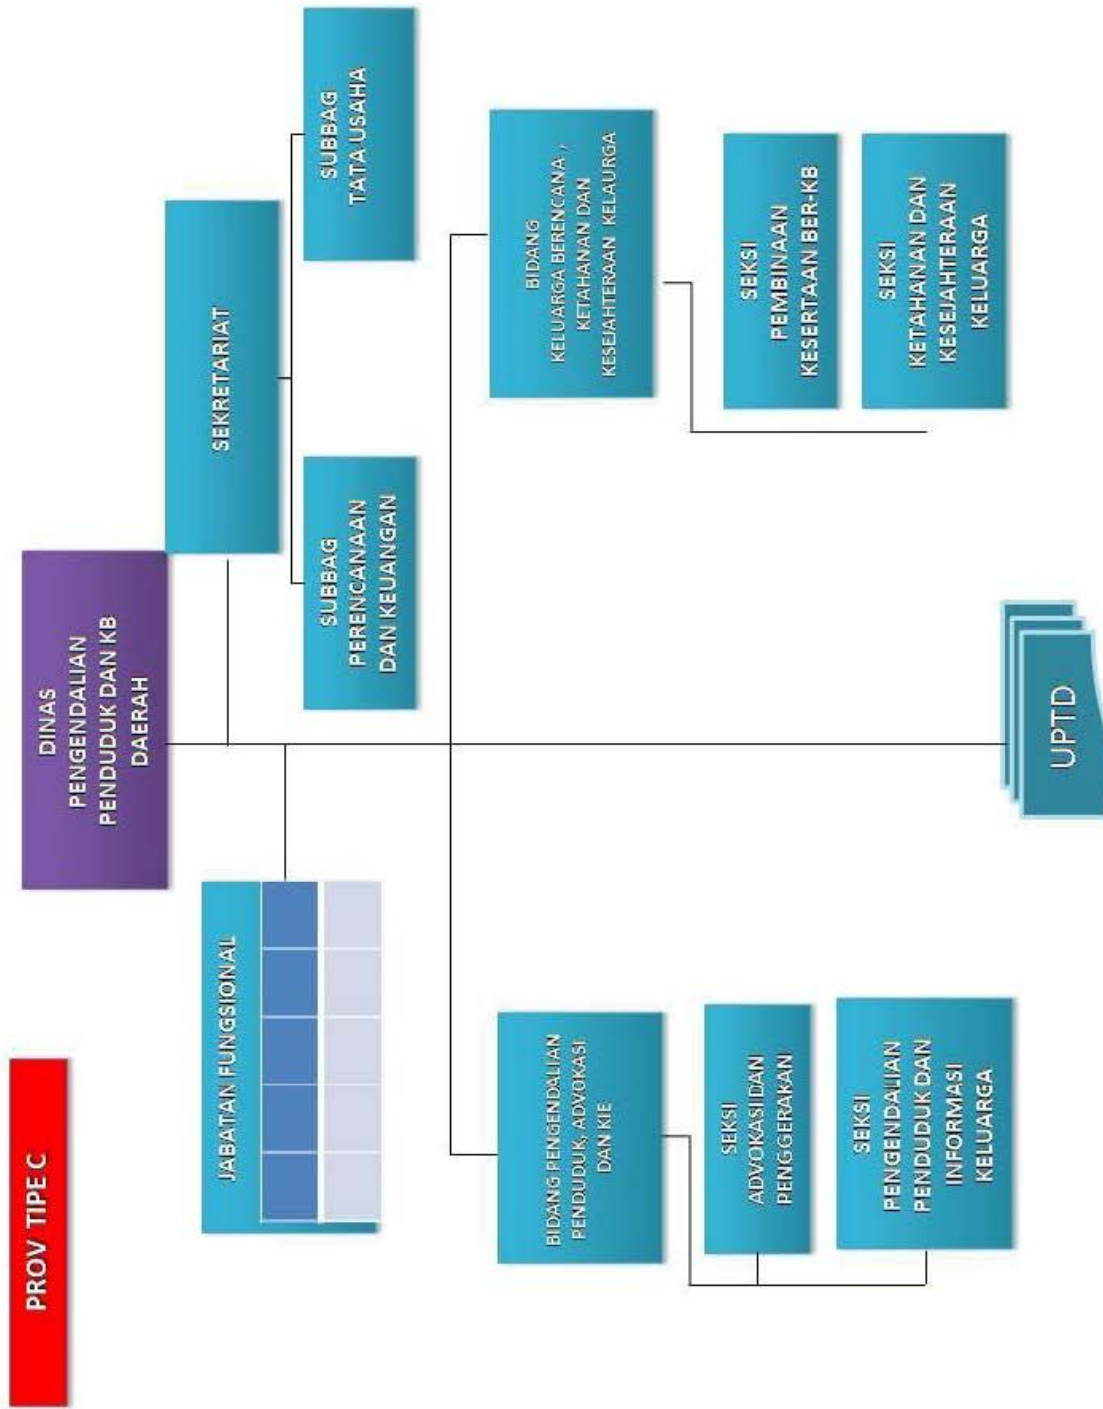 PROV TIPE C
DINAS
PENGENDALIAN
PENDUDUK DAN KB
DAERAH
SEKRETARIAT
SUBBAG
PERENCANAAN
DAN KEUANGAN
SUBBAG
TATA USAHA
JABATAN FUNGSIONAL
BIDANG PENGENDALIAN
PENDUDUK, ADVOKASI
DAN KIE
SEKSI
ADVOKASI DAN
PENGGERAKAN
SEKSI
PENGENDALIAN
PENDUDUK DAN
INFORMASI
KELUARGA
BIDANG
KELUARGA BERENCANA ,
KETAHANAN DAN
KESEJAHTERAAN KELAURGA
SEKSI
PEMBINAAN
KESERTAAN BER-KB
SEKSI
KETAHANAN DAN
KESEJAHTERAAN
KELUARGA
UPTD